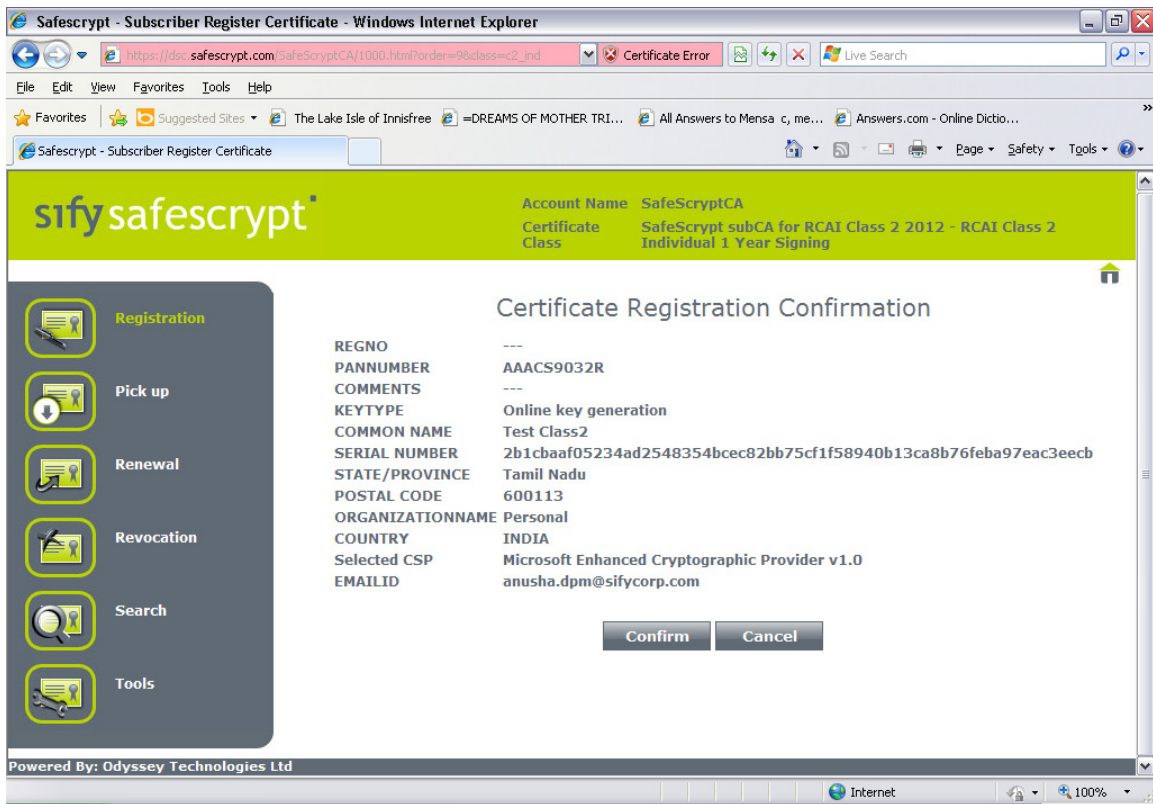 Safescrypt - Subscriber Register Certificate - Windows Internet Explorer
https://dsc.safescrypt.com/SafeScryptCA/1000.html?order=9&class=c2_ind
Certificate Error
Live Search
File Edit View Favorites Tools Help
Favorites Suggested Sites The Lake Isle of Innisfree =DREAMS OF MOTHER TRI... All Answers to Mensa c, me... Answers.com - Online Dictio...
Safescrypt - Subscriber Register Certificate
Page Safety Tools
sify safescrypt
Account Name SafeScryptCA
Certificate Class SafeScrypt subCA for RCAI Class 2 2012 - RCAI Class 2
Individual 1 Year Signing
Registration
Pick up
Renewal
Revocation
Search
Tools
Certificate Registration Confirmation
REGNO ---
PANNUMBER AAACS9032R
COMMENTS ---
KEYTYPE Online key generation
COMMON NAME Test Class2
SERIAL NUMBER 2b1cbaaf05234ad2548354bcec82bb75cf1f58940b13ca8b76feba97eac3eecb
STATE/PROVINCE Tamil Nadu
POSTAL CODE 600113
ORGANIZATIONNAME Personal
COUNTRY INDIA
Selected CSP Microsoft Enhanced Cryptographic Provider v1.0
EMAILID anusha.dpm@sifycorp.com
Confirm Cancel
Powered By: Odyssey Technologies Ltd
Internet 100%